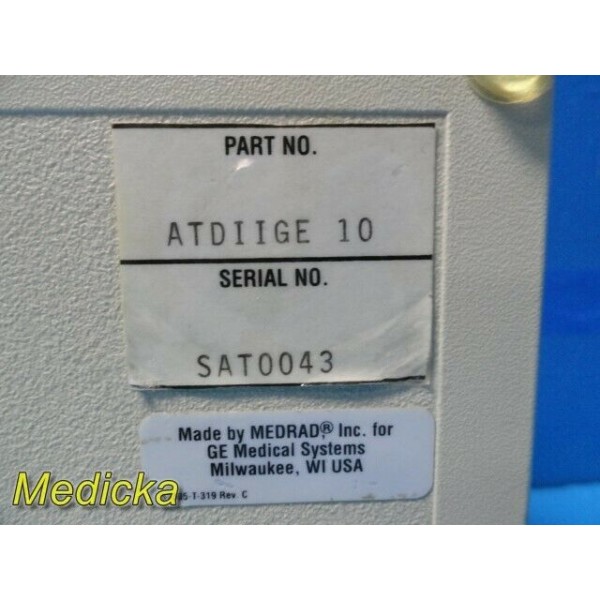 PART NO.
ATDIIGE 10
SERIAL NO.
SAT0043
Made by MEDRAD,® Inc. for
GE Medical Systems
Milwaukee, WI USA
Medicka
T-319 Rev. C